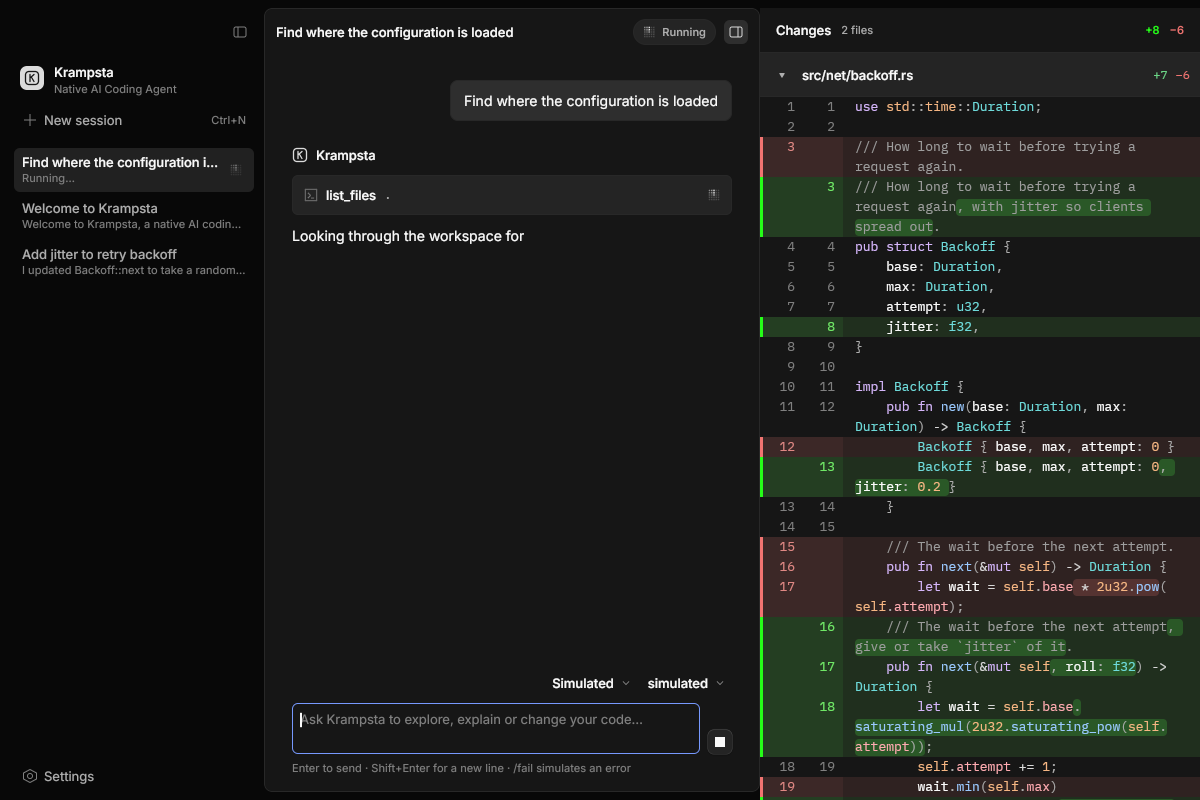 Krampsta
Native AI Coding Agent
New session
Ctrl+N
Find where the configuration i...
Running...
Welcome to Krampsta
Welcome to Krampsta, a native AI codin...
Add jitter to retry backoff
I updated Backoff::next to take a random...
Settings
Find where the configuration is loaded
Running
Find where the configuration is loaded
K Krampsta
list_files .
Looking through the workspace for
Simulated
simulated
Ask Krampsta to explore, explain or change your code...
Enter to send · Shift+Enter for a new line · /fail simulates an error
Changes 2 files +8 −6
src/net/backoff.rs +7 −6
1 1 use std::time::Duration;
2 2
3 /// How long to wait before trying a
request again.
3 /// How long to wait before trying a
request again, with jitter so clients
spread out.
4 4 pub struct Backoff {
5 5 base: Duration,
6 6 max: Duration,
7 7 attempt: u32,
8 jitter: f32,
8 9 }
9 10
10 11 impl Backoff {
11 12 pub fn new(base: Duration, max:
Duration) -> Backoff {
12 Backoff { base, max, attempt: 0 }
13 Backoff { base, max, attempt: 0,
jitter: 0.2 }
13 14 }
14 15
15 /// The wait before the next attempt.
16 pub fn next(&mut self) -> Duration {
17 let wait = self.base * 2u32.pow(
self.attempt);
16 /// The wait before the next attempt,
give or take `jitter` of it.
17 pub fn next(&mut self, roll: f32) ->
Duration {
18 let wait = self.base.
saturating_mul(2u32.saturating_pow(self.
attempt));
18 19 self.attempt += 1;
19 wait.min(self.max)